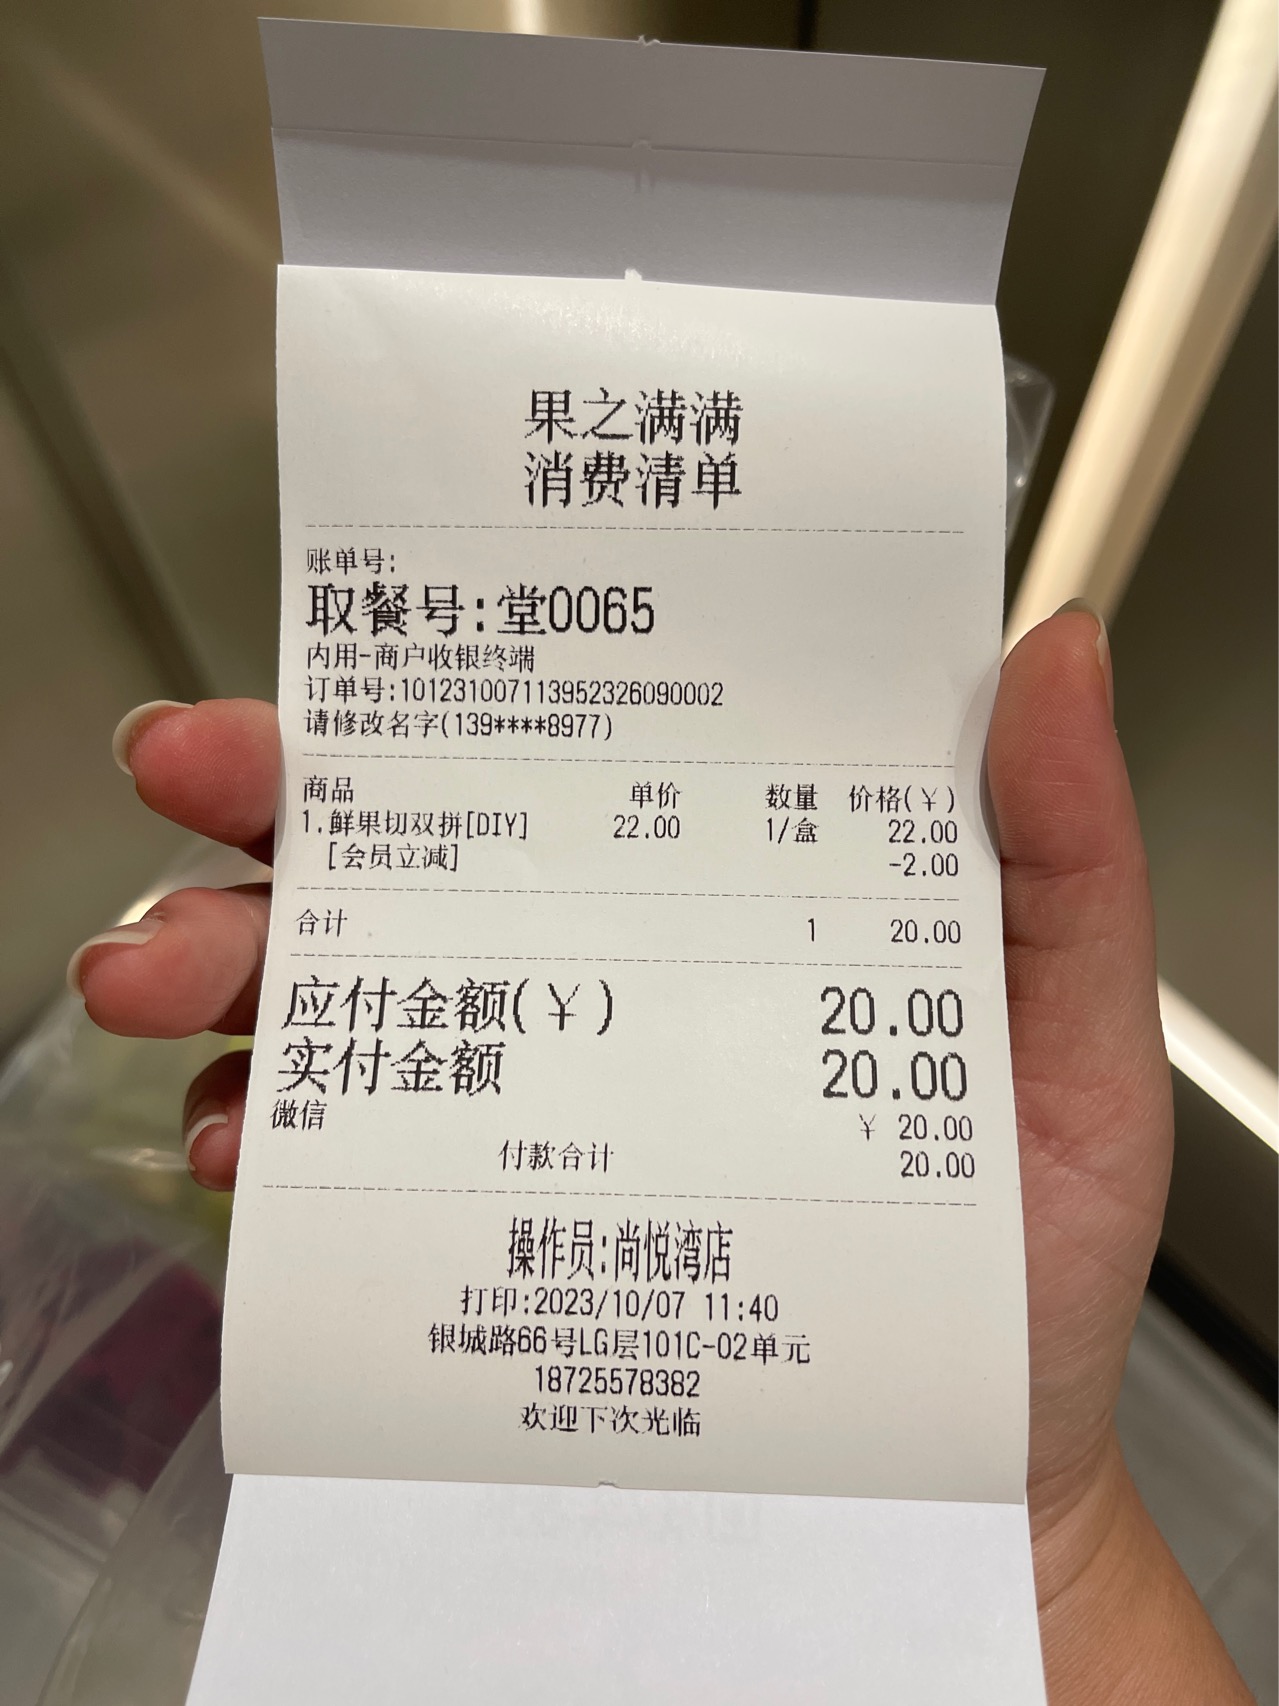 果之满满
消费清单
账单号:
取餐号:堂0065
内用-商户收银终端
订单号:101231007113952326090002
请修改名字(139****8977)
商品 单价 数量 价格(¥)
1.鲜果切双拼[DIY] 22.00 1/盒 22.00
[会员立减] -2.00
合计 1 20.00
应付金额(¥) 20.00
实付金额 20.00
微信 ¥ 20.00
付款合计 20.00
操作员:尚悦湾店
打印:2023/10/07 11:40
银城路66号LG层101C-02单元
18725578382
欢迎下次光临